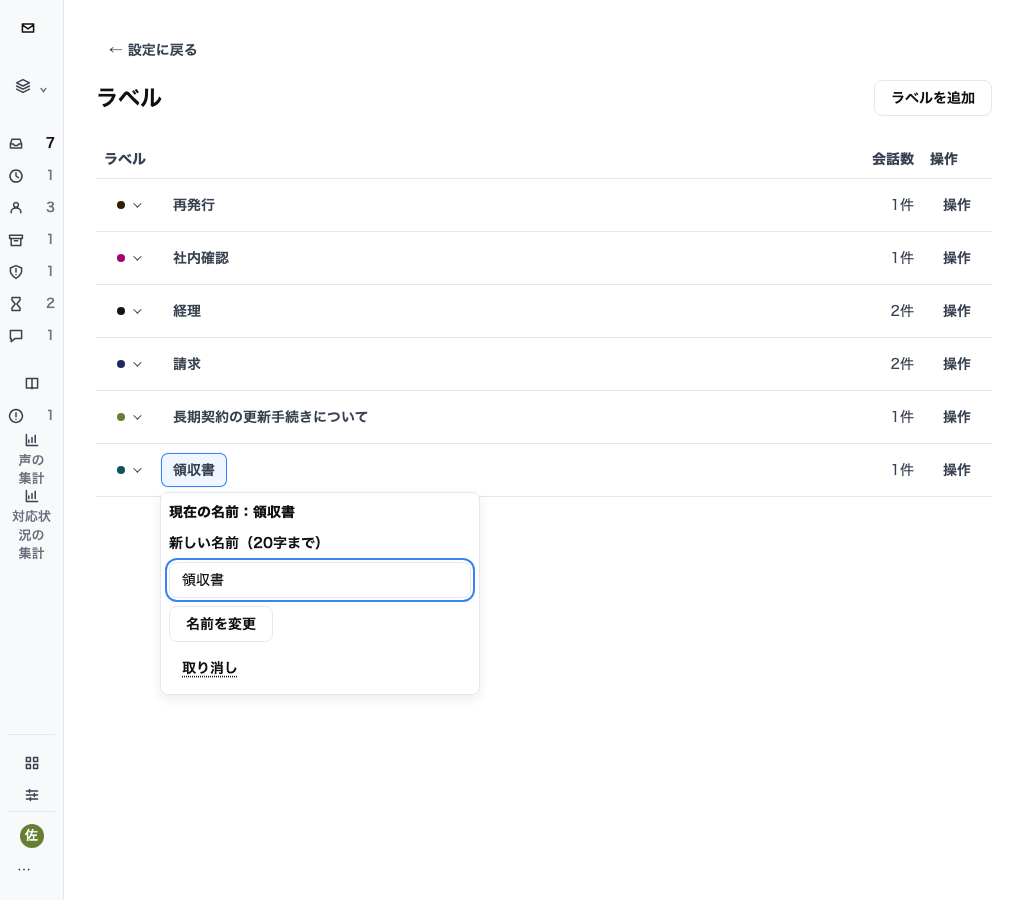 ← 設定に戻る
ラベル
ラベルを追加
ラベル 会話数 操作
再発行 1件 操作
社内確認 1件 操作
経理 2件 操作
請求 2件 操作
長期契約の更新手続きについて 1件 操作
領収書 1件 操作
現在の名前：領収書
新しい名前（20字まで）
領収書
名前を変更
取り消し
7
1
3
1
1
2
1
1
声の
集計
対応状
況の
集計
佐
…